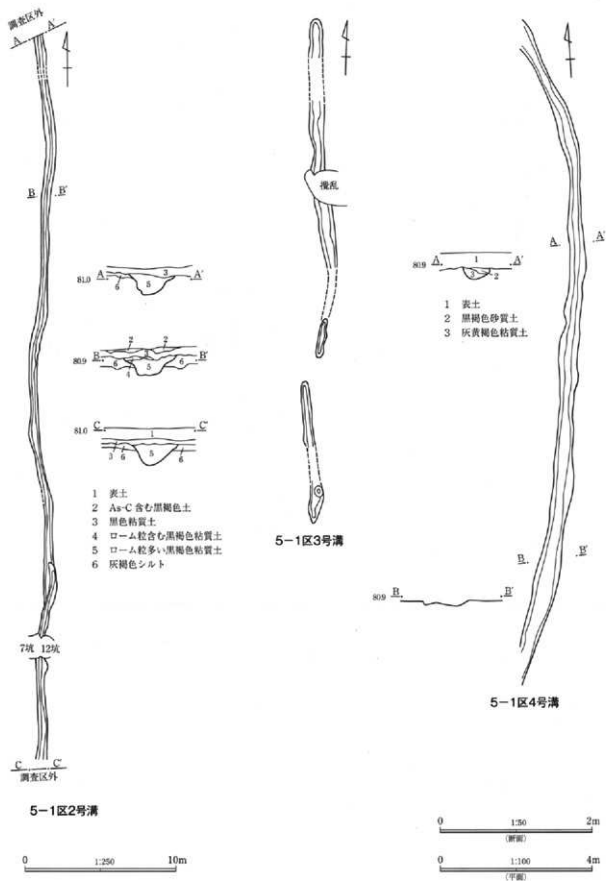 調査区外
A A'
B B'
81.0 A A'
3
6 5
2 2
3
80.9 B B'
6 5 6
4
81.0 C C'
1
3 6 5 6
1 表土
2 As-C 含む黒褐色土
3 黒色粘質土
4 ローム粒含む黒褐色粘質土
5 ローム粒多い黒褐色粘質土
6 灰褐色シルト
7坑 12坑
C C'
調査区外
5-1区2号溝
0 1:250 10m
攪乱
5-1区3号溝
A A'
80.9 A A'
1
3 2
1 表土
2 黒褐色砂質土
3 灰黄褐色粘質土
B B'
80.9 B B'
5-1区4号溝
0 1:50 2m
(断面)
0 1:100 4m
(平面)